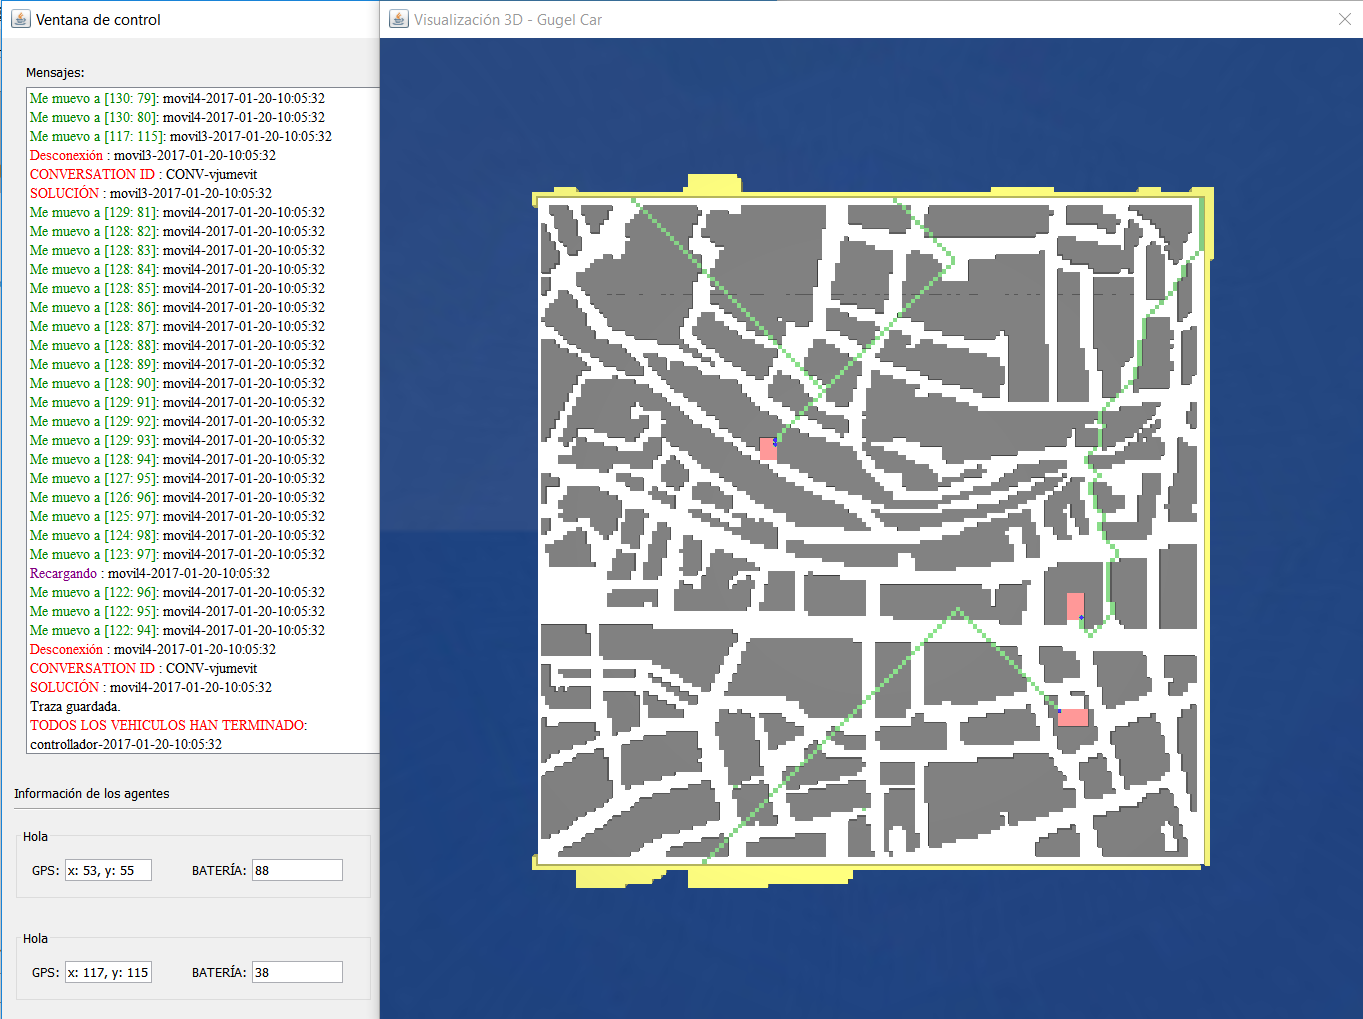 Ventana de control
Visualización 3D - Gugel Car
Mensajes:
Me muevo a [130: 79]: movil4-2017-01-20-10:05:32
Me muevo a [130: 80]: movil4-2017-01-20-10:05:32
Me muevo a [117: 115]: movil3-2017-01-20-10:05:32
Desconexión : movil3-2017-01-20-10:05:32
CONVERSATION ID : CONV-vjumevit
SOLUCIÓN : movil3-2017-01-20-10:05:32
Me muevo a [129: 81]: movil4-2017-01-20-10:05:32
Me muevo a [128: 82]: movil4-2017-01-20-10:05:32
Me muevo a [128: 83]: movil4-2017-01-20-10:05:32
Me muevo a [128: 84]: movil4-2017-01-20-10:05:32
Me muevo a [128: 85]: movil4-2017-01-20-10:05:32
Me muevo a [128: 86]: movil4-2017-01-20-10:05:32
Me muevo a [128: 87]: movil4-2017-01-20-10:05:32
Me muevo a [128: 88]: movil4-2017-01-20-10:05:32
Me muevo a [128: 89]: movil4-2017-01-20-10:05:32
Me muevo a [128: 90]: movil4-2017-01-20-10:05:32
Me muevo a [129: 91]: movil4-2017-01-20-10:05:32
Me muevo a [129: 92]: movil4-2017-01-20-10:05:32
Me muevo a [129: 93]: movil4-2017-01-20-10:05:32
Me muevo a [128: 94]: movil4-2017-01-20-10:05:32
Me muevo a [127: 95]: movil4-2017-01-20-10:05:32
Me muevo a [126: 96]: movil4-2017-01-20-10:05:32
Me muevo a [125: 97]: movil4-2017-01-20-10:05:32
Me muevo a [124: 98]: movil4-2017-01-20-10:05:32
Me muevo a [123: 97]: movil4-2017-01-20-10:05:32
Recargando : movil4-2017-01-20-10:05:32
Me muevo a [122: 96]: movil4-2017-01-20-10:05:32
Me muevo a [122: 95]: movil4-2017-01-20-10:05:32
Me muevo a [122: 94]: movil4-2017-01-20-10:05:32
Desconexión : movil4-2017-01-20-10:05:32
CONVERSATION ID : CONV-vjumevit
SOLUCIÓN : movil4-2017-01-20-10:05:32
Traza guardada.
TODOS LOS VEHICULOS HAN TERMINADO:
controllador-2017-01-20-10:05:32
Información de los agentes
Hola
GPS: x: 53, y: 55 BATERÍA: 88
Hola
GPS: x: 117, y: 115 BATERÍA: 38